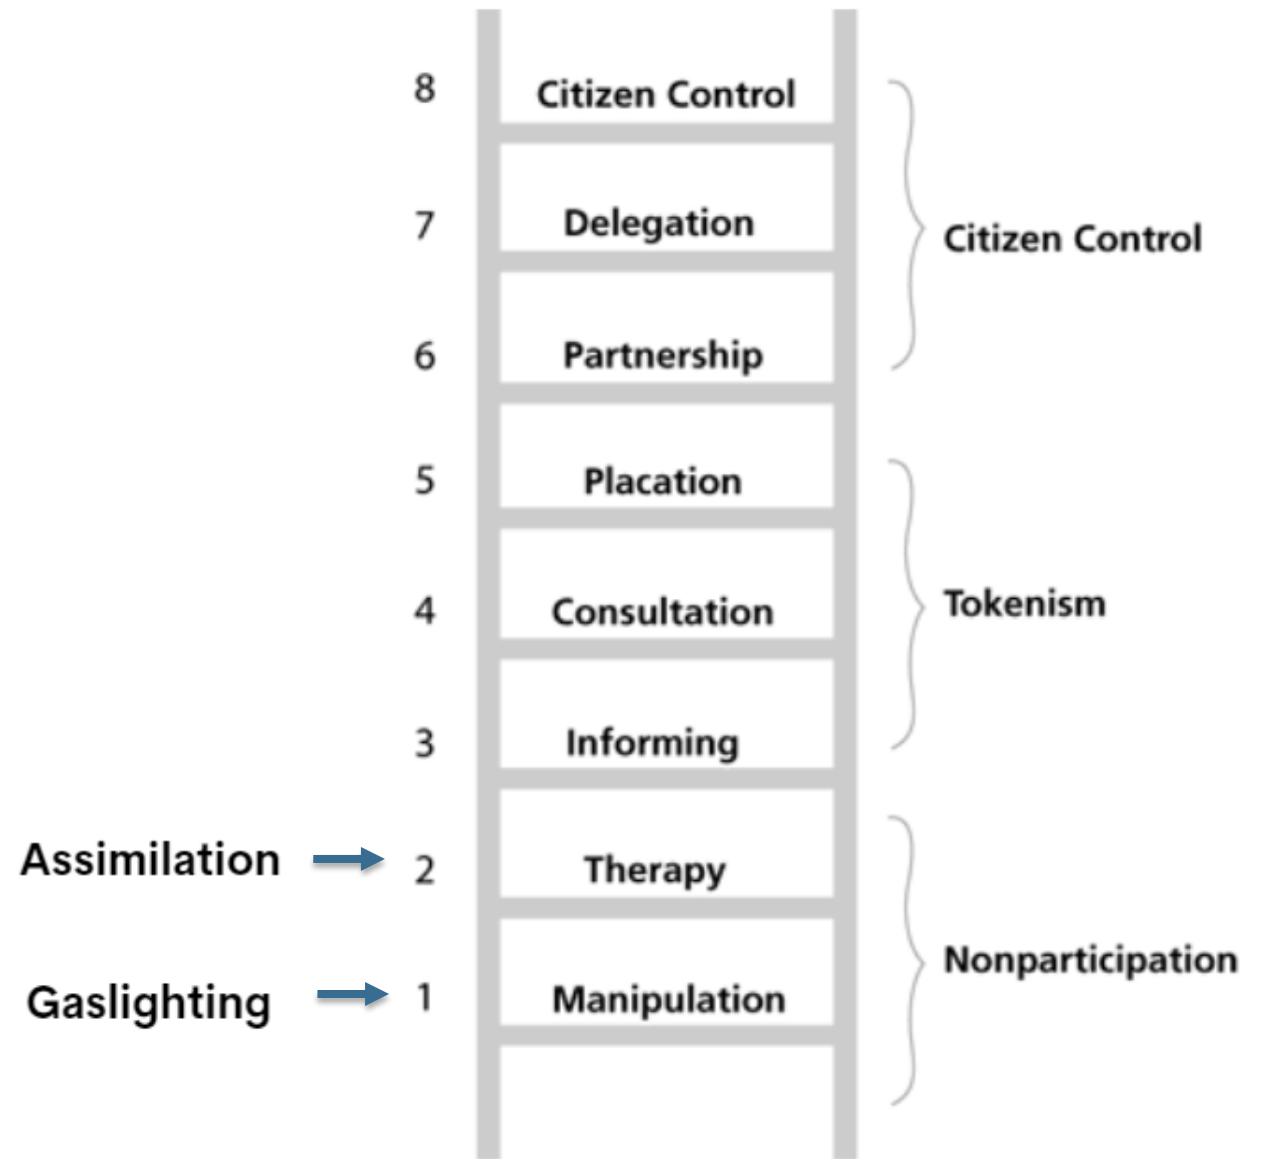 8 Citizen Control
7 Delegation
Citizen Control
6 Partnership
5 Placation
4 Consultation
Tokenism
3 Informing
Assimilation 2 Therapy
Nonparticipation
Gaslighting 1 Manipulation